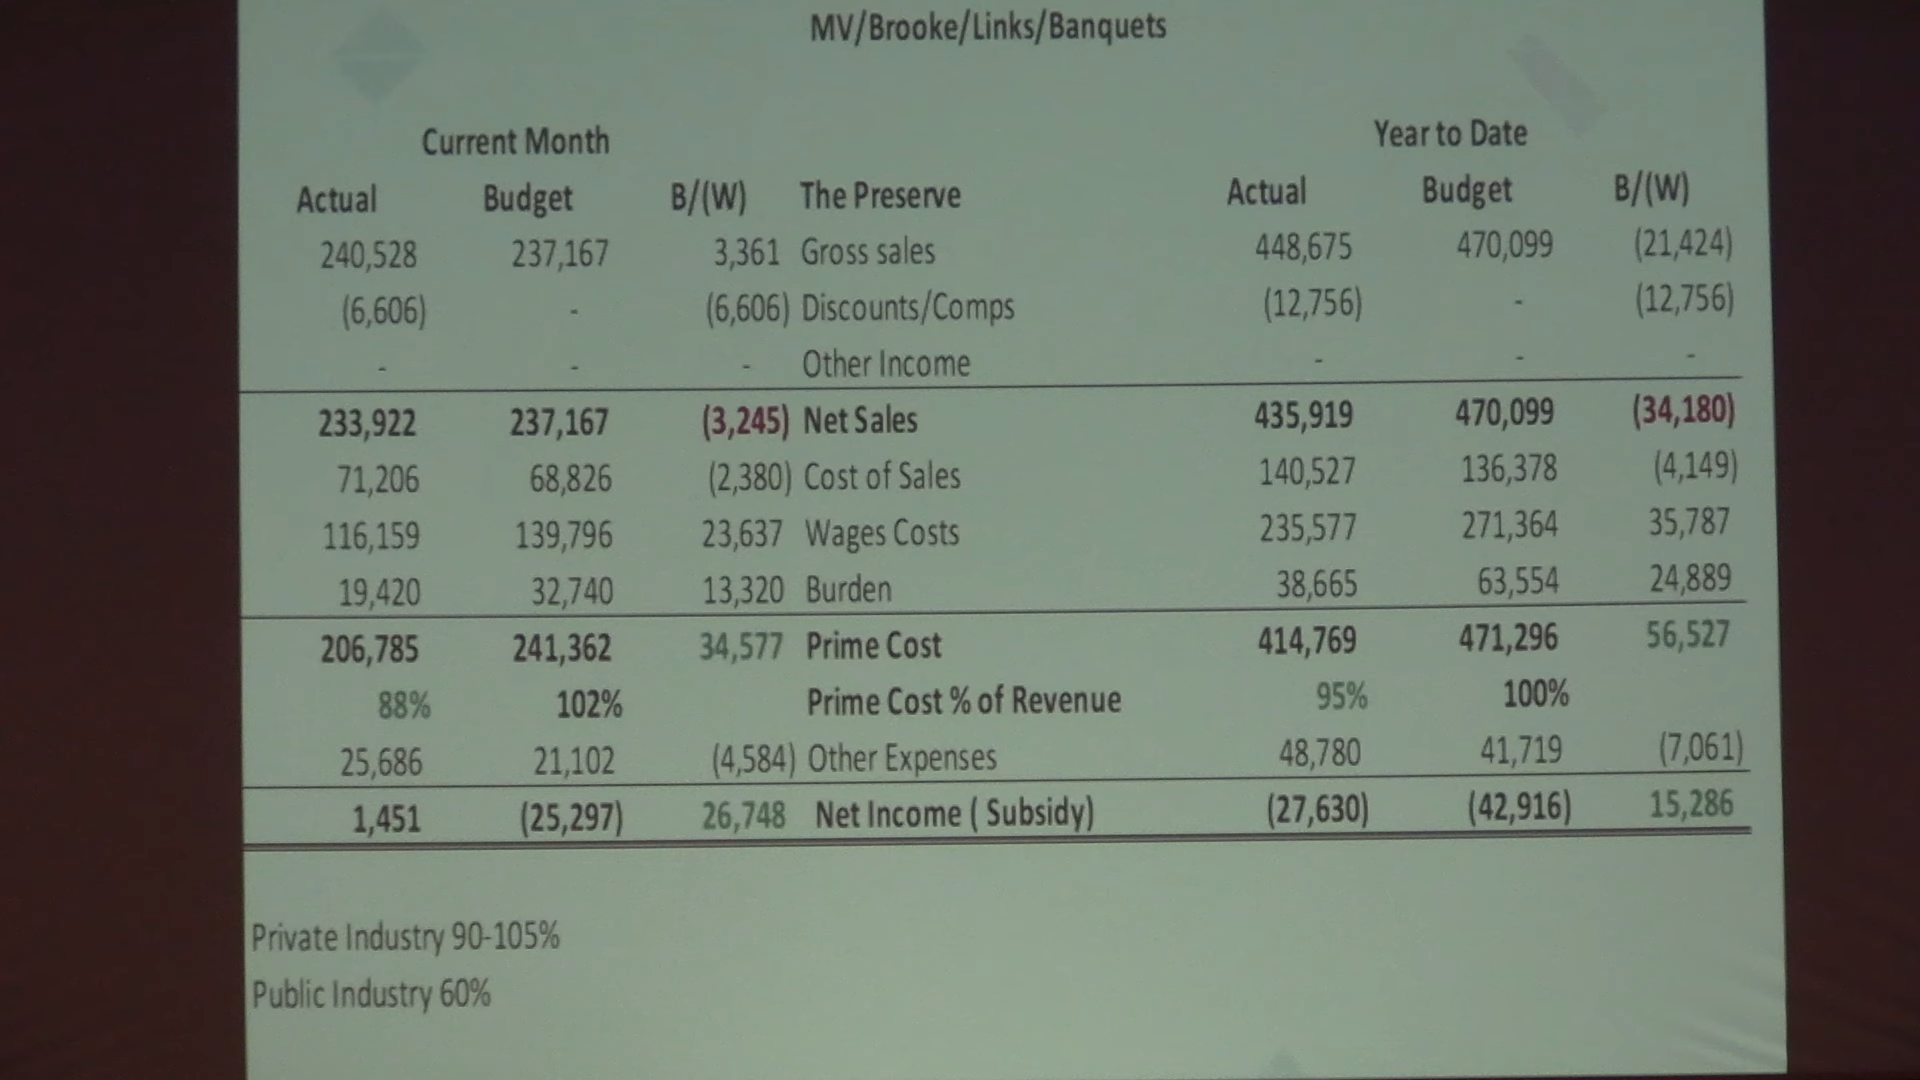 MV/Brooke/Links/Banquets
Current Month Year to Date
Actual Budget B/(W) The Preserve Actual Budget B/(W)
240,528 237,167 3,361 Gross sales 448,675 470,099 (21,424)
(6,606) - (6,606) Discounts/Comps (12,756) - (12,756)
- - - Other Income - - -
233,922 237,167 (3,245) Net Sales 435,919 470,099 (34,180)
71,206 68,826 (2,380) Cost of Sales 140,527 136,378 (4,149)
116,159 139,796 23,637 Wages Costs 235,577 271,364 35,787
19,420 32,740 13,320 Burden 38,665 63,554 24,889
206,785 241,362 34,577 Prime Cost 414,769 471,296 56,527
88% 102% Prime Cost % of Revenue 95% 100%
25,686 21,102 (4,584) Other Expenses 48,780 41,719 (7,061)
1,451 (25,297) 26,748 Net Income ( Subsidy) (27,630) (42,916) 15,286
Private Industry 90-105%
Public Industry 60%